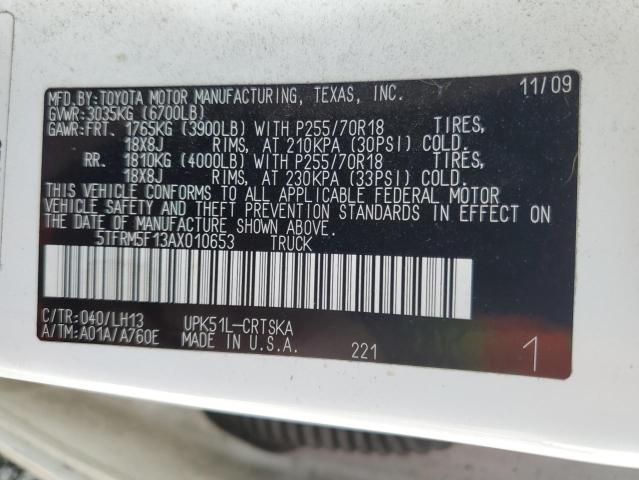 MFD.BY:TOYOTA MOTOR MANUFACTURING, TEXAS, INC. 11/09
GVWR:3035KG (6700LB)
GAWR:FRT. 1765KG (3900LB) WITH P255/70R18 TIRES,
18X8J RIMS, AT 210KPA (30PSI) COLD.
RR. 1810KG (4000LB) WITH P255/70R18 TIRES,
18X8J RIMS, AT 230KPA (33PSI) COLD.
THIS VEHICLE CONFORMS TO ALL APPLICABLE FEDERAL MOTOR
VEHICLE SAFETY AND THEFT PREVENTION STANDARDS IN EFFECT ON
THE DATE OF MANUFACTURE SHOWN ABOVE.
5TFRM5F13AX010653 TRUCK
C/TR:040/LH13 UPK51L-CRTSKA
A/TM:A01A/A760E MADE IN U.S.A. 221 1